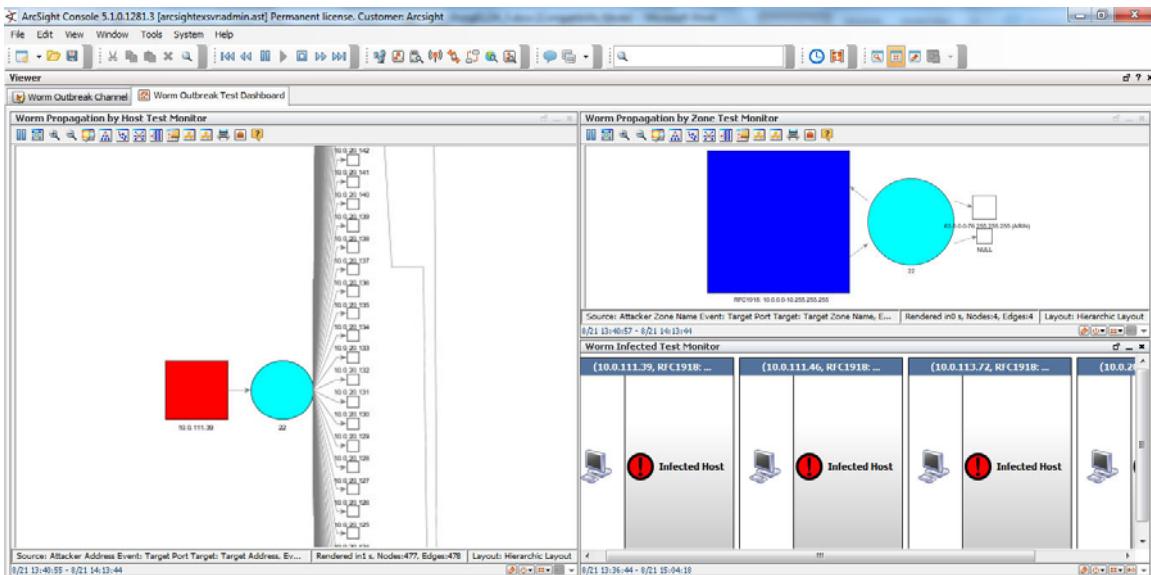 ArcSight Console 5.1.0.1281.3 [arcsightexsvr:admin.ast] Permanent license. Customer: Arcsight
File Edit View Window Tools System Help
Viewer
Worm Outbreak Channel
Worm Outbreak Test Dashboard
Worm Propagation by Host Test Monitor
10.0.20.142
10.0.20.141
10.0.20.140
10.0.20.139
10.0.20.138
10.0.20.137
10.0.20.136
10.0.20.135
10.0.20.134
10.0.20.133
10.0.20.132
10.0.20.131
10.0.20.130
10.0.20.129
10.0.20.128
10.0.20.127
10.0.20.126
10.0.20.125
10.0.111.39
22
Source: Attacker Address Event: Target Port Target: Target Address, Ev...
Rendered in1 s, Nodes:477, Edges:478
Layout: Hierarchic Layout
8/21 13:40:55 - 8/21 14:13:44
Worm Propagation by Zone Test Monitor
RFC1918: 10.0.0.0-10.255.255.255
22
63.0.0.0-76.255.255.255 (ARIN)
NULL
Source: Attacker Zone Name Event: Target Port Target: Target Zone Name, E...
Rendered in0 s, Nodes:4, Edges:4
Layout: Hierarchic Layout
8/21 13:40:57 - 8/21 14:13:44
Worm Infected Test Monitor
(10.0.111.39, RFC1918: ...
(10.0.111.46, RFC1918: ...
(10.0.113.72, RFC1918: ...
Infected Host
Infected Host
Infected Host
8/21 13:36:44 - 8/21 15:04:18